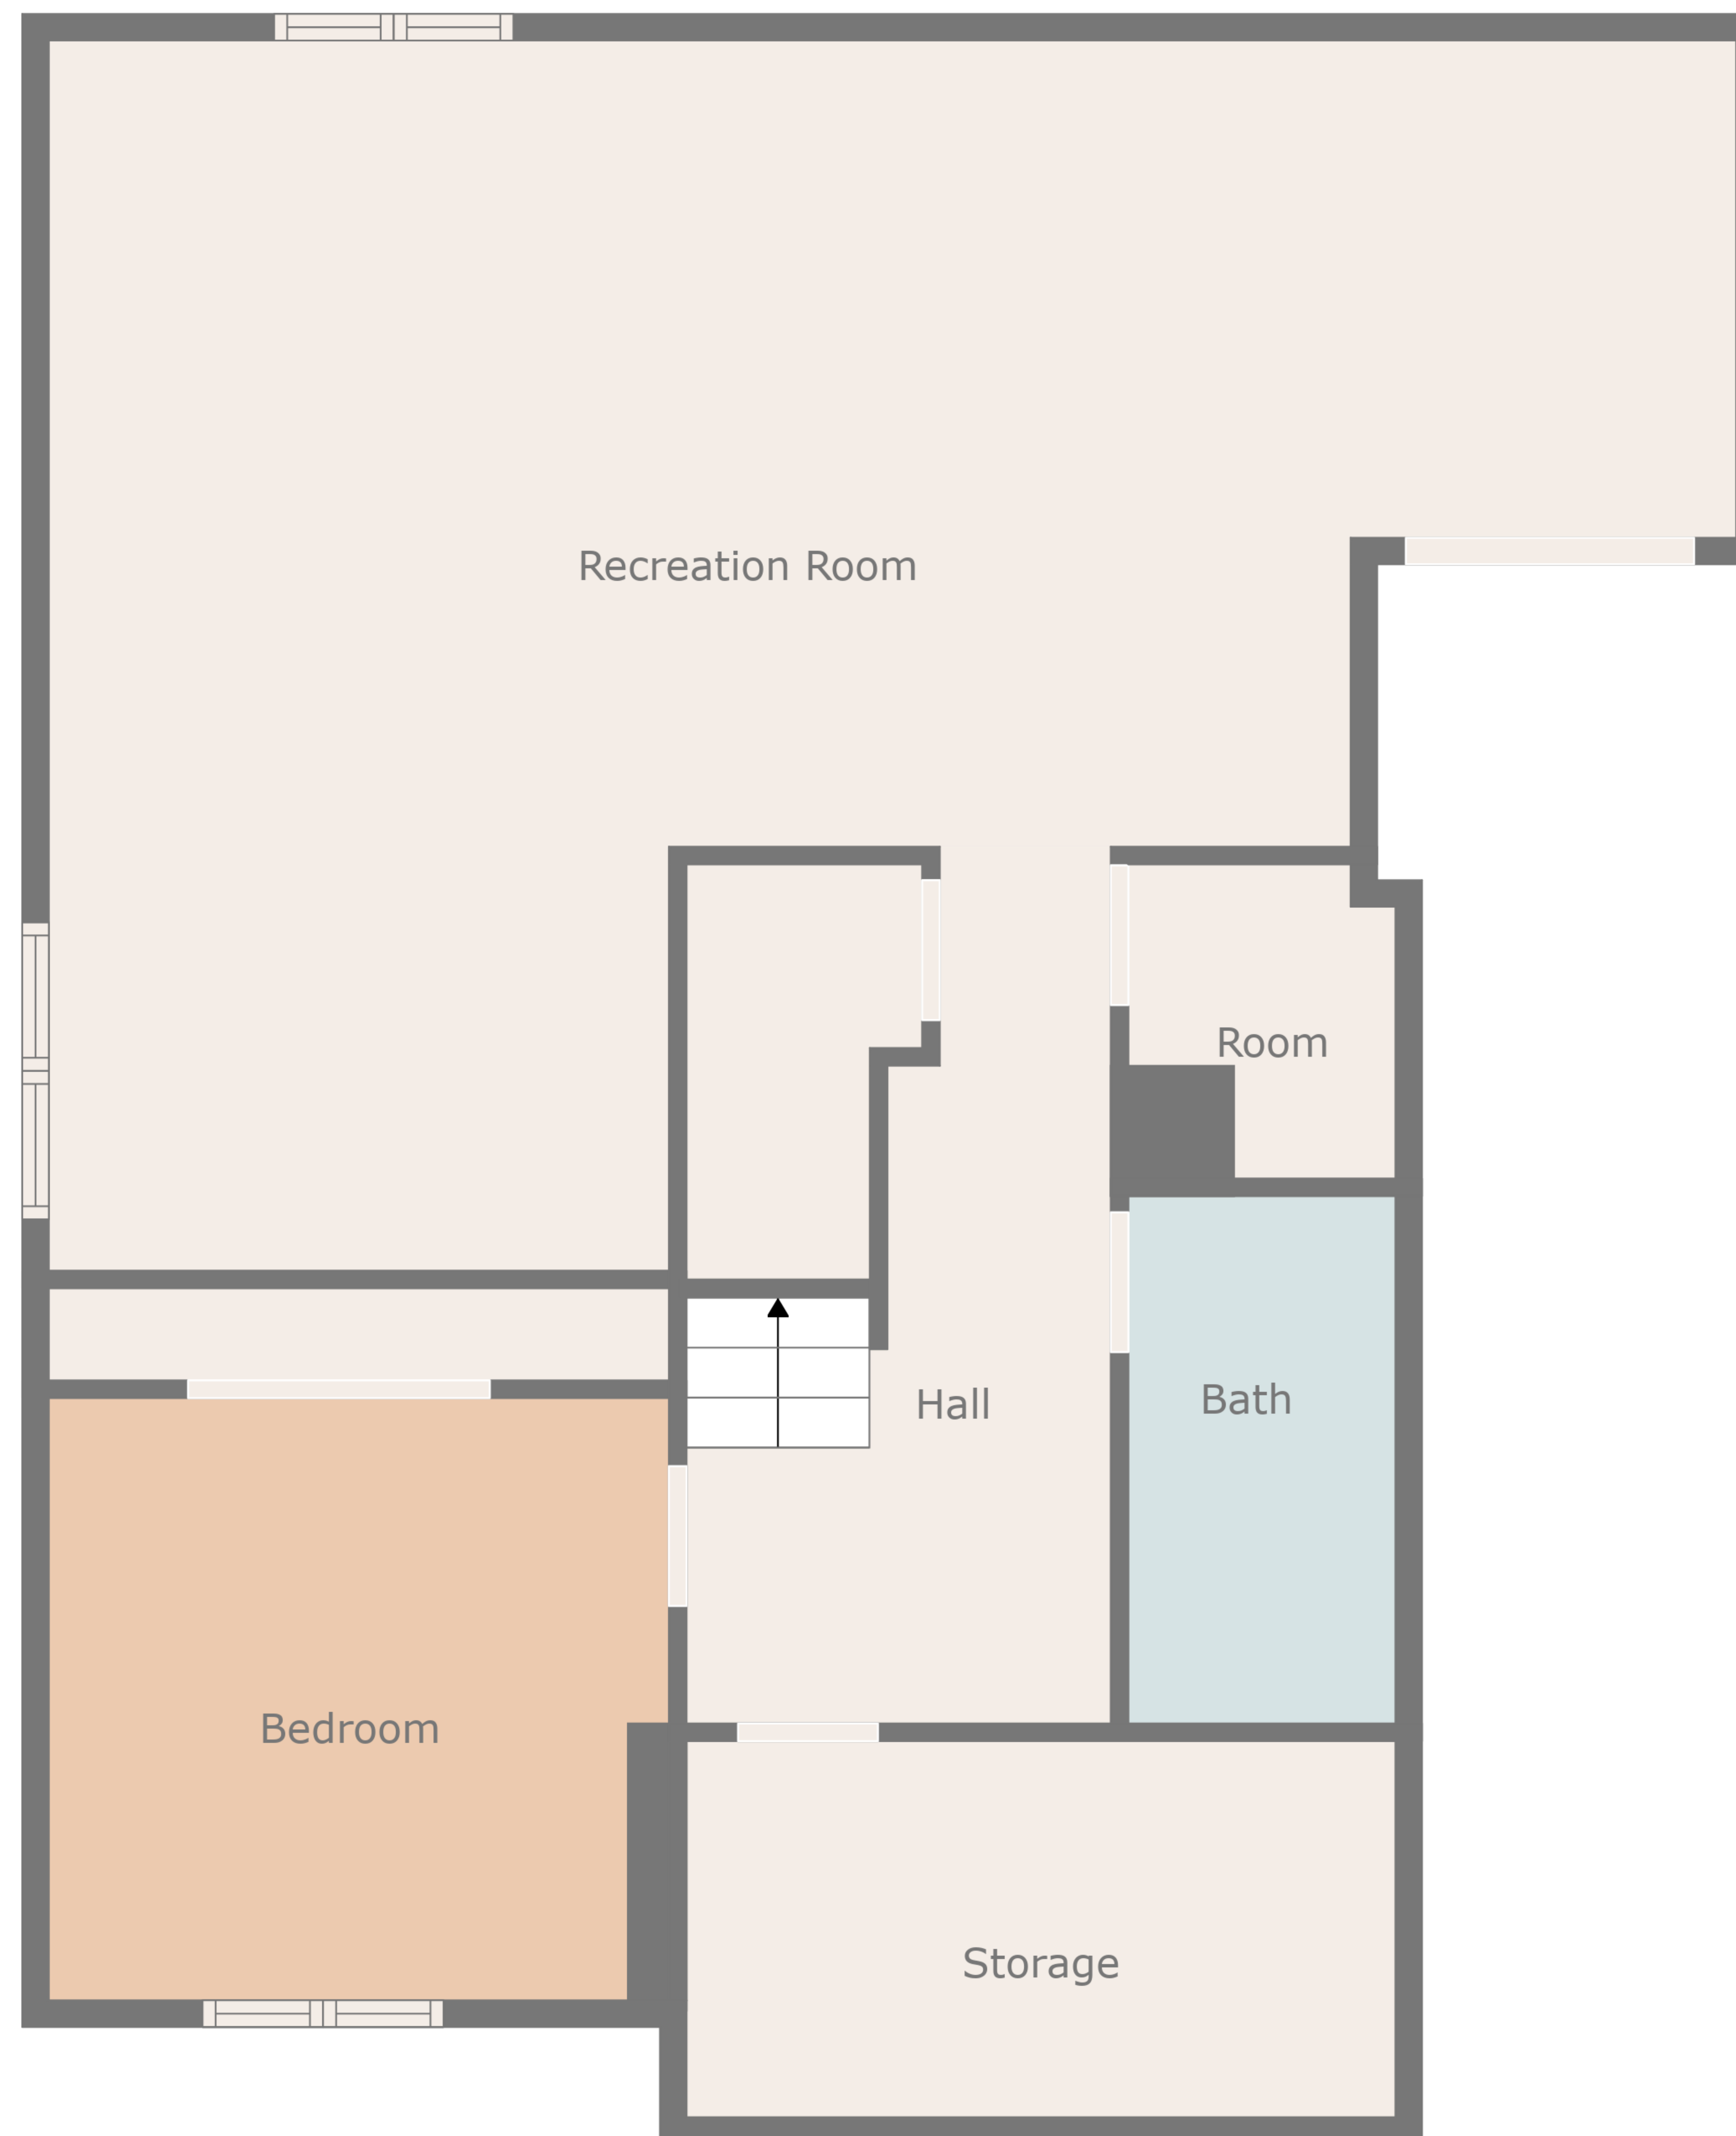 Recreation Room
Room
Hall
Bath
Bedroom
Storage